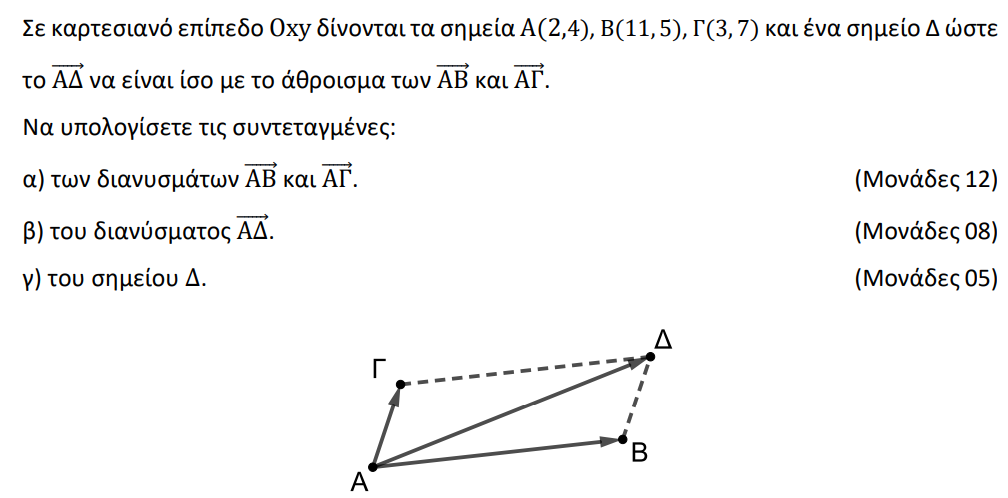 Σε καρτεσιανό επίπεδο Oxy δίνονται τα σημεία Α(2,4), Β(11, 5), Γ(3, 7) και ένα σημείο Δ ώστε
το \overrightarrow{ΑΔ} να είναι ίσο με το άθροισμα των \overrightarrow{ΑΒ} και \overrightarrow{ΑΓ}.
Να υπολογίσετε τις συντεταγμένες:
α) των διανυσμάτων \overrightarrow{ΑΒ} και \overrightarrow{ΑΓ}. (Μονάδες 12)
β) του διανύσματος \overrightarrow{ΑΔ}. (Μονάδες 08)
γ) του σημείου Δ. (Μονάδες 05)
Δ
Γ
Β
Α